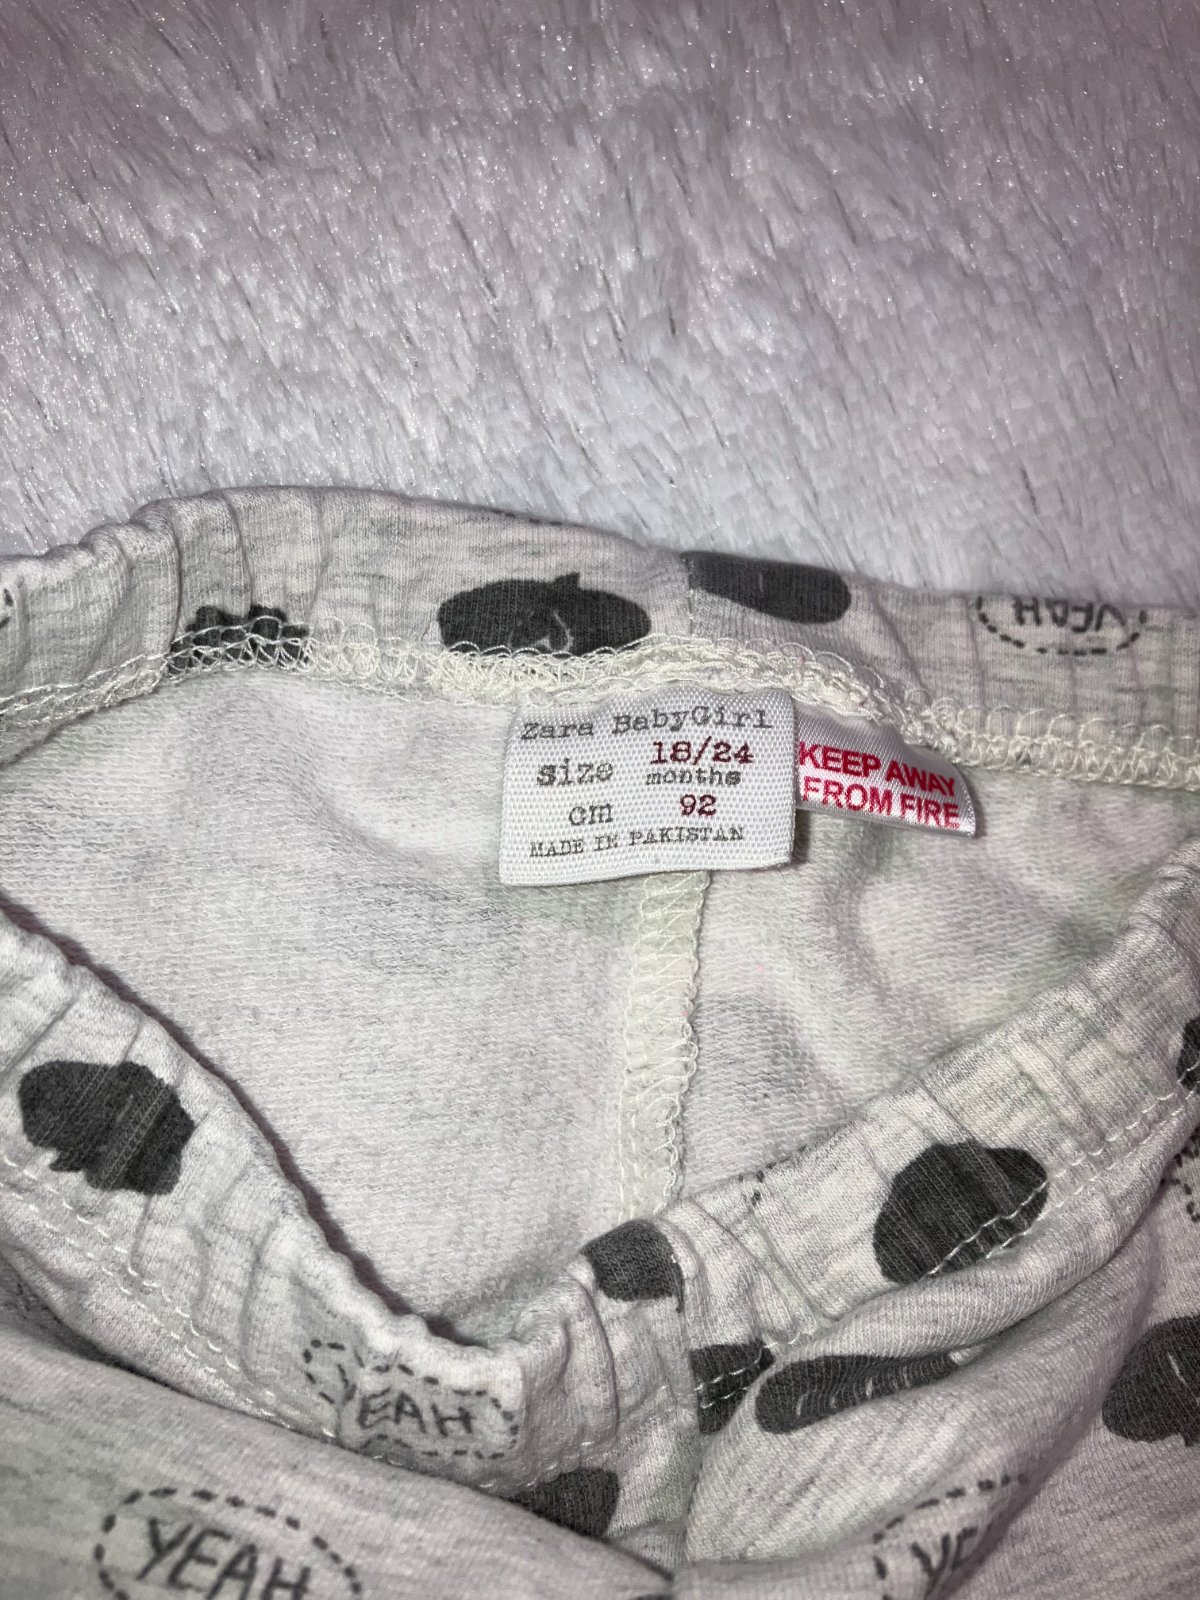 YEAH
Zara BabyGirl
size 18/24
months
cm 92
MADE IN PAKISTAN
KEEP AWAY
FROM FIRE
YEAH
YEAH